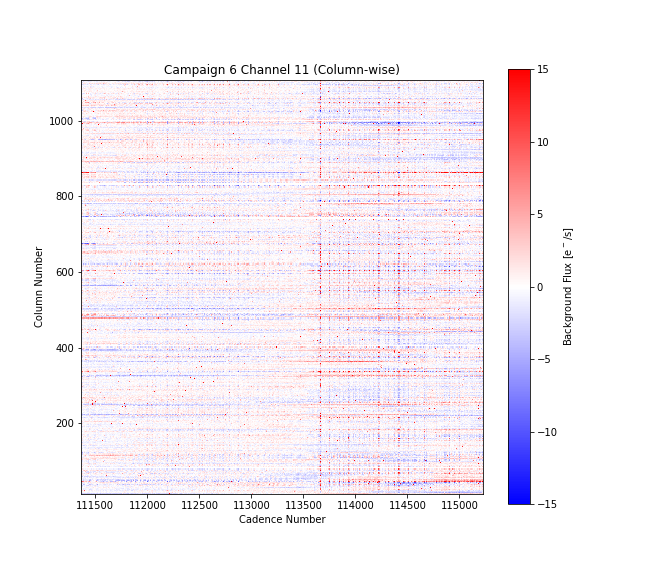 Campaign 6 Channel 11 (Column-wise)
Column Number
1000
800
600
400
200
111500 112000 112500 113000 113500 114000 114500 115000
Cadence Number
15
10
5
0
−5
−10
−15
Background Flux [e⁻/s]